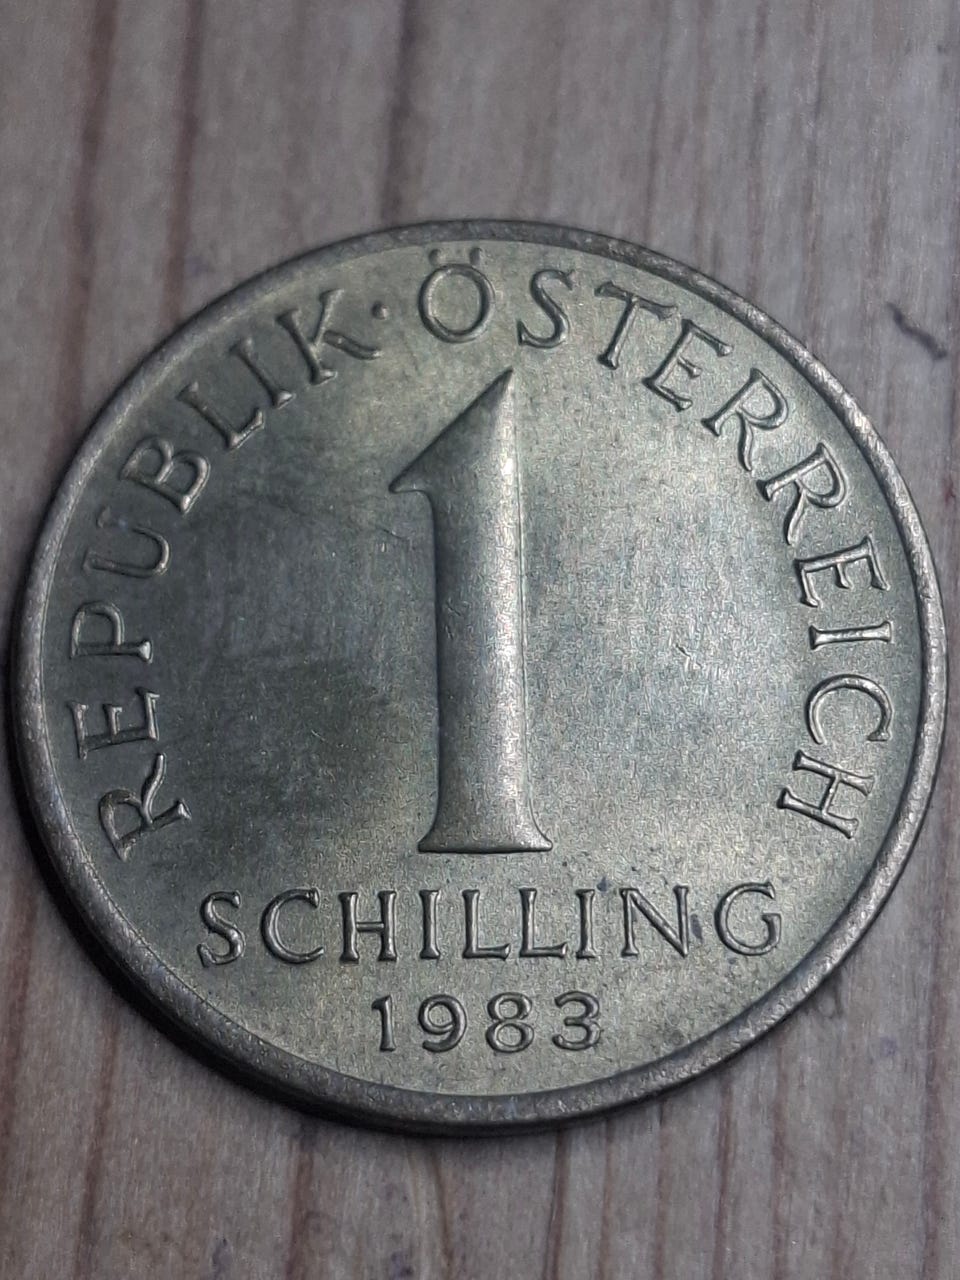 REPUBLIK · ÖSTERREICH
1
SCHILLING
1983